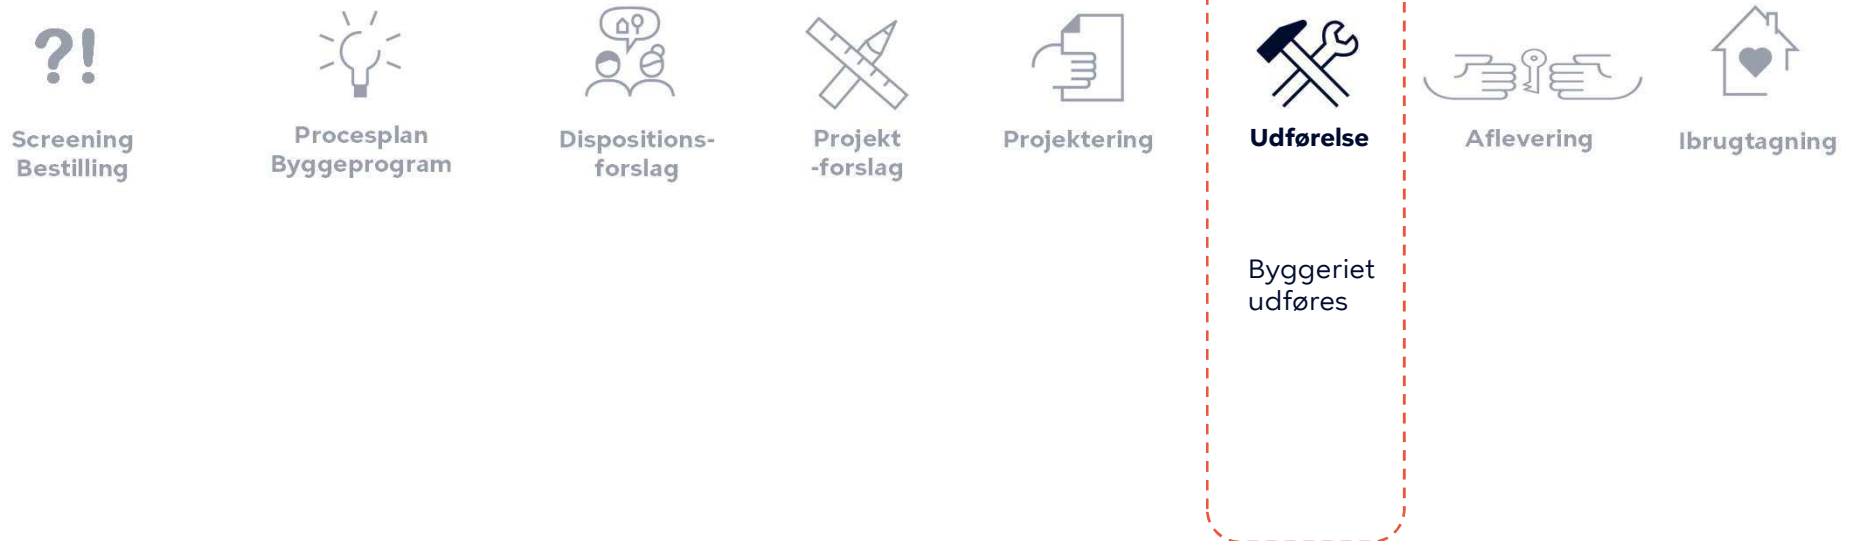 ?!
Screening
Bestilling
Procesplan
Byggeprogram
Dispositions-
forslag
Projekt
-forslag
Projektering
Udførelse
Byggeriet
udføres
Aflevering
Ibrugtagning